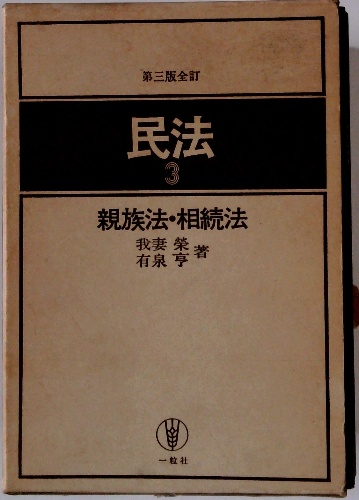 第三版全訂
民法
3
親族法・相続法
我妻 榮
有泉 亨 著
一粒社